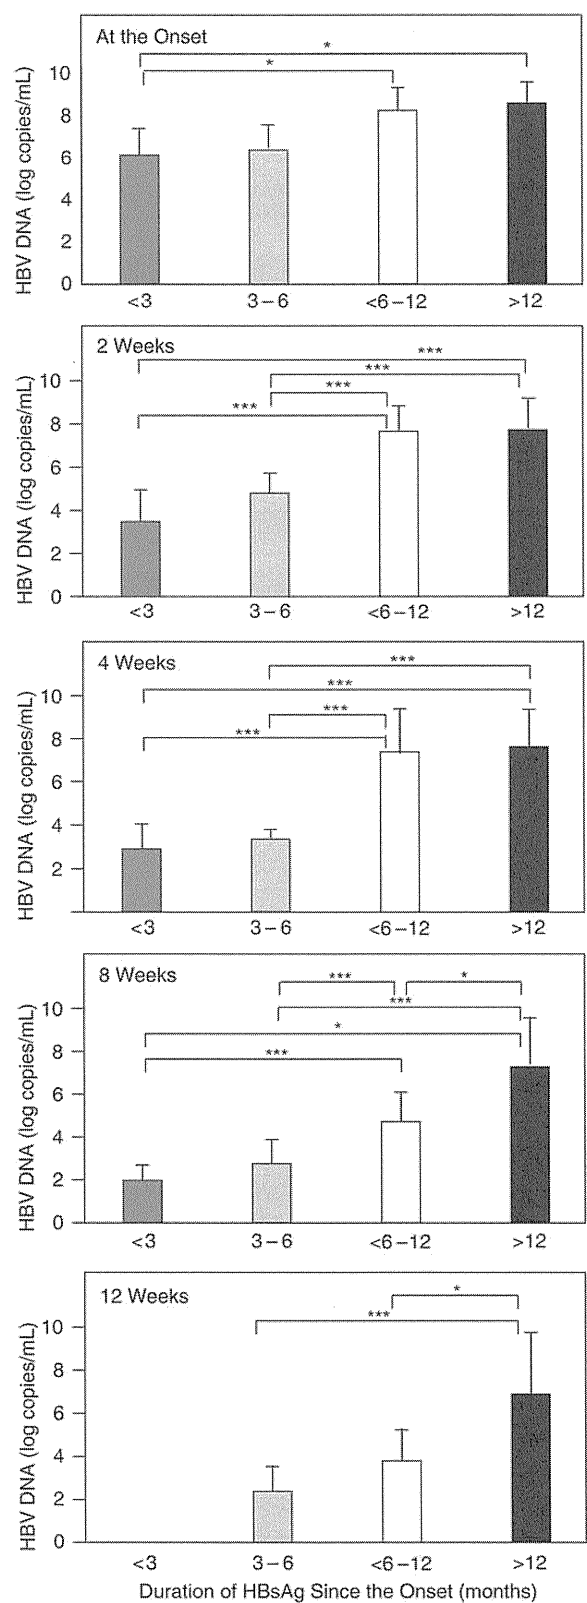 At the Onset
*
*
HBV DNA (log copies/mL)
10
8
6
4
2
0
<3 3–6 <6–12 >12
2 Weeks
***
***
***
***
HBV DNA (log copies/mL)
10
8
6
4
2
0
<3 3–6 <6–12 >12
4 Weeks
***
***
***
***
HBV DNA (log copies/mL)
10
8
6
4
2
<3 3–6 <6–12 >12
8 Weeks
*** *
***
*
***
HBV DNA (log copies/mL)
10
8
6
4
2
0
<3 3–6 <6–12 >12
12 Weeks
*
***
HBV DNA (log copies/mL)
10
8
6
4
2
0
<3 3–6 <6–12 >12
Duration of HBsAg Since the Onset (months)